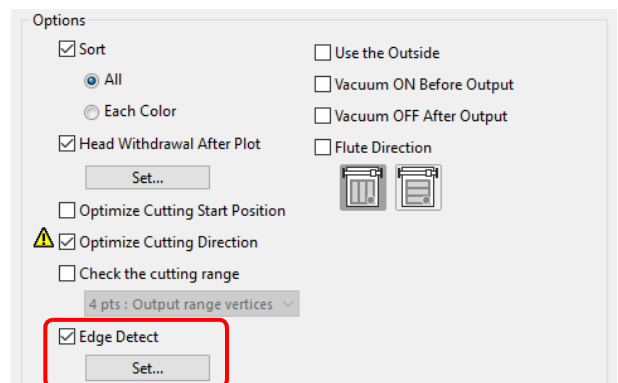 Options
Sort
All
Each Color
Head Withdrawal After Plot
Set...
Optimize Cutting Start Position
Optimize Cutting Direction
Check the cutting range
4 pts : Output range vertices
Edge Detect
Set...
Use the Outside
Vacuum ON Before Output
Vacuum OFF After Output
Flute Direction